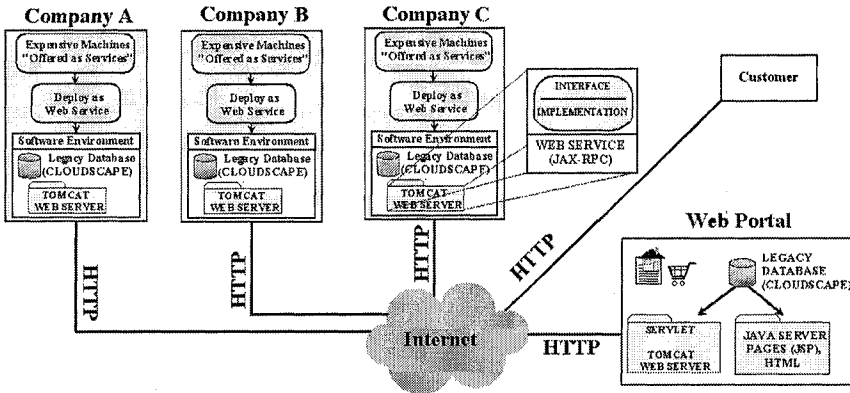 Company A
Expensive Machines
"Offered as Services"
Deploy as
Web Service
Software Environment
Legacy Database
(CLOUDSCAPE)
TOMCAT
WEB SERVER
HTTP
Company B
Expensive Machines
"Offered as Services"
Deploy as
Web Service
Software Environment
Legacy Database
(CLOUDSCAPE)
TOMCAT
WEB SERVER
HTTP
Company C
Expensive Machines
"Offered as Services"
Deploy as
Web Service
Software Environment
Legacy Database
(CLOUDSCAPE)
TOMCAT
WEB SERVER
HTTP
INTERFACE
IMPLEMENTATION
WEB SERVICE
(JAX-RPC)
Customer
HTTP
Internet
HTTP
Web Portal
LEGACY
DATABASE
(CLOUDSCAPE)
SERVLET
TOMCAT
WEB SERVER
JAVA SERVER
PAGES (JSP),
HTML